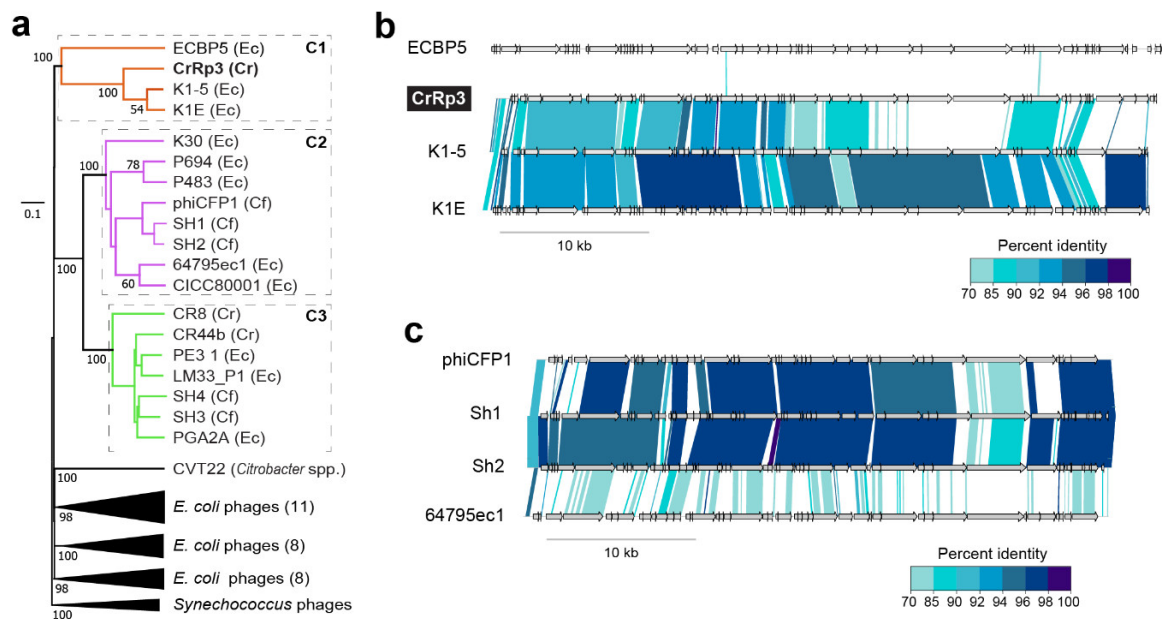 a
100
ECBP5 (Ec)
C1
CrRp3 (Cr)
100
K1-5 (Ec)
54
K1E (Ec)
K30 (Ec)
C2
100
78
P694 (Ec)
P483 (Ec)
0.1
phiCFP1 (Cf)
SH1 (Cf)
SH2 (Cf)
100
64795ec1 (Ec)
60
CICC80001 (Ec)
CR8 (Cr)
C3
CR44b (Cr)
100
PE3 1 (Ec)
LM33_P1 (Ec)
SH4 (Cf)
SH3 (Cf)
PGA2A (Ec)
CVT22 (Citrobacter spp.)
100
E. coli phages (11)
98
E. coli phages (8)
100
E. coli phages (8)
98
Synechococcus phages
100
b
ECBP5
CrRp3
K1-5
K1E
10 kb
Percent identity
70 85 90 92 94 96 98 100
c
phiCFP1
Sh1
Sh2
64795ec1
10 kb
Percent identity
70 85 90 92 94 96 98 100